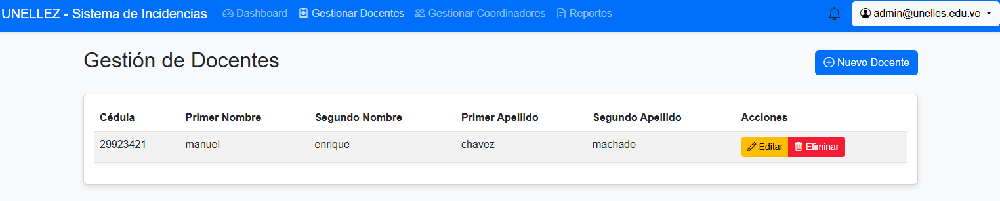 UNELLEZ - Sistema de Incidencias Dashboard Gestionar Docentes Gestionar Coordinadores Reportes admin@unelles.edu.ve
Gestión de Docentes Nuevo Docente
Cédula Primer Nombre Segundo Nombre Primer Apellido Segundo Apellido Acciones
29923421 manuel enrique chavez machado Editar Eliminar